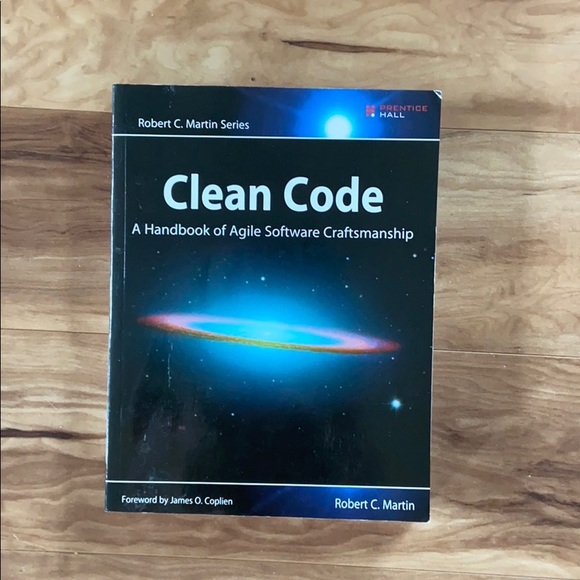 PRENTICE
HALL
Robert C. Martin Series
Clean Code
A Handbook of Agile Software Craftsmanship
Foreword by James O. Coplien
Robert C. Martin